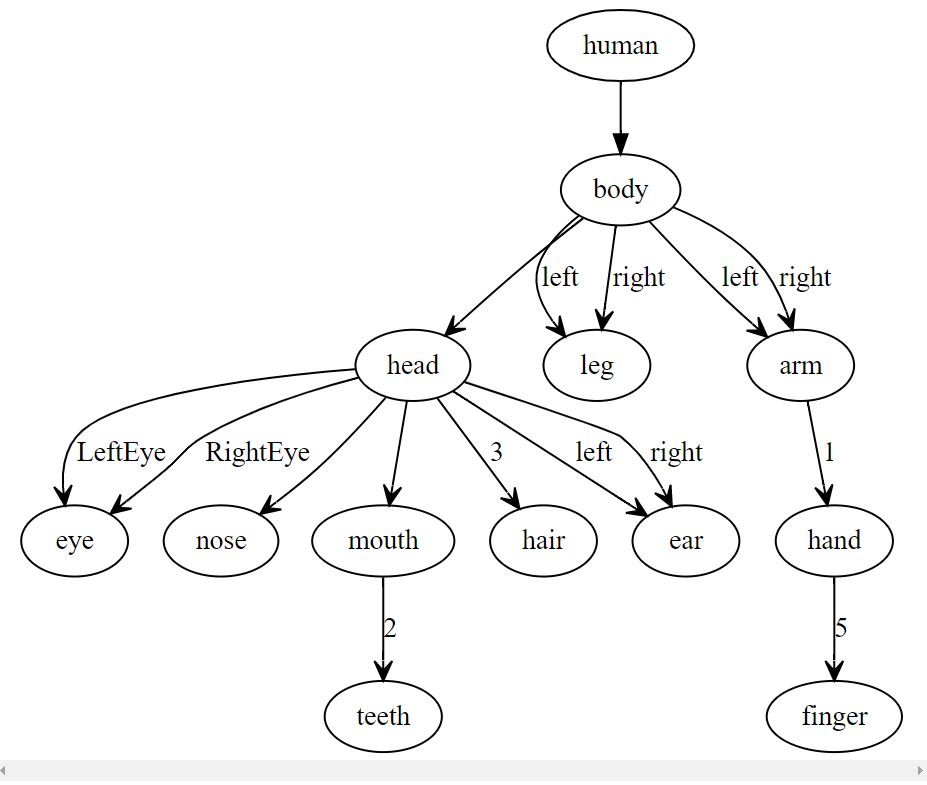 human
body
left
right
left
right
head
leg
arm
LeftEye
RightEye
3
left
right
1
eye
nose
mouth
hair
ear
hand
2
5
teeth
finger